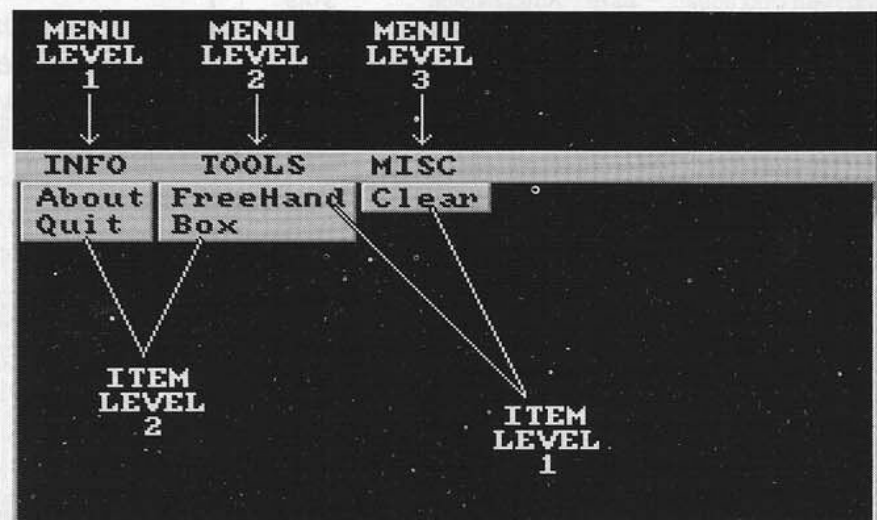 MENU MENU MENU
LEVEL LEVEL LEVEL
1 2 3
INFO TOOLS MISC
About FreeHand Clear
Quit Box
ITEM
LEVEL
2
ITEM
LEVEL
1